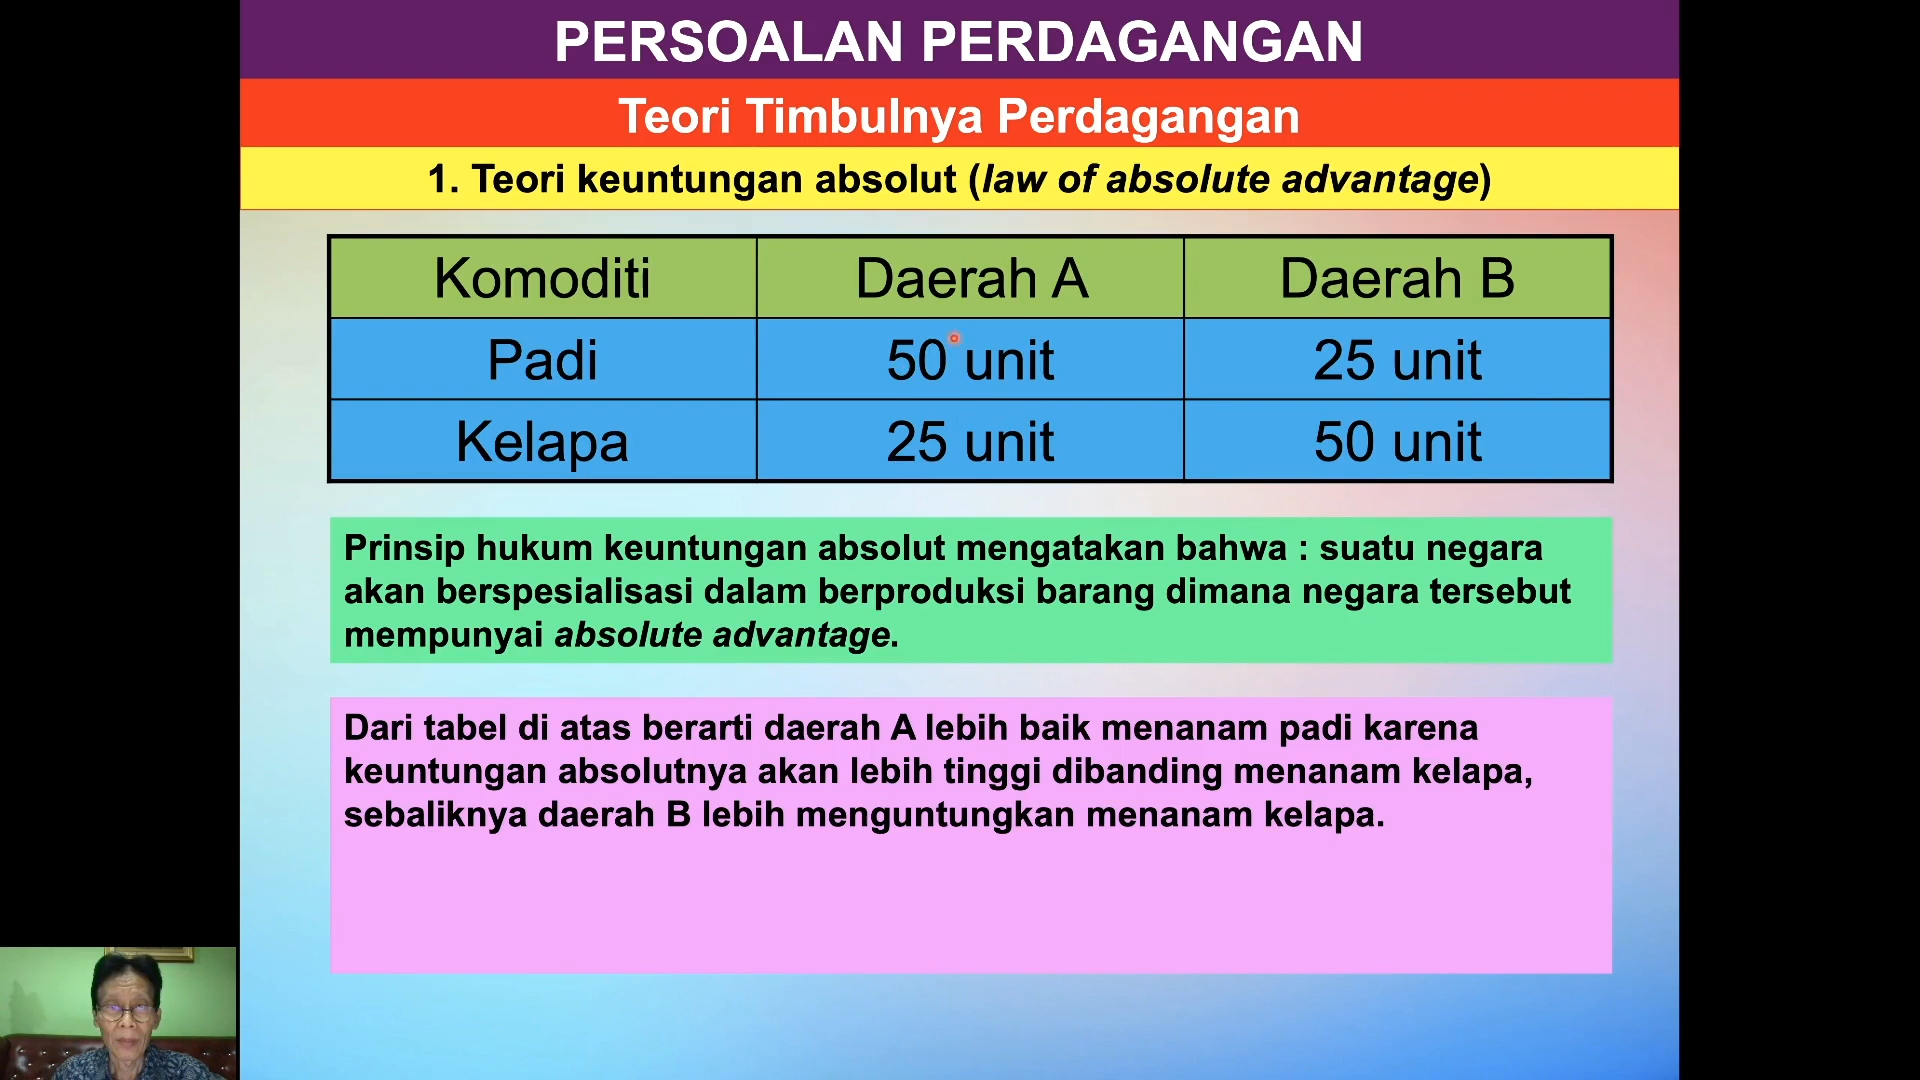 PERSOALAN PERDAGANGAN
Teori Timbulnya Perdagangan
1. Teori keuntungan absolut (law of absolute advantage)
Komoditi Daerah A Daerah B
Padi 50 unit 25 unit
Kelapa 25 unit 50 unit
Prinsip hukum keuntungan absolut mengatakan bahwa : suatu negara
akan berspesialisasi dalam berproduksi barang dimana negara tersebut
mempunyai absolute advantage.
Dari tabel di atas berarti daerah A lebih baik menanam padi karena
keuntungan absolutnya akan lebih tinggi dibanding menanam kelapa,
sebaliknya daerah B lebih menguntungkan menanam kelapa.